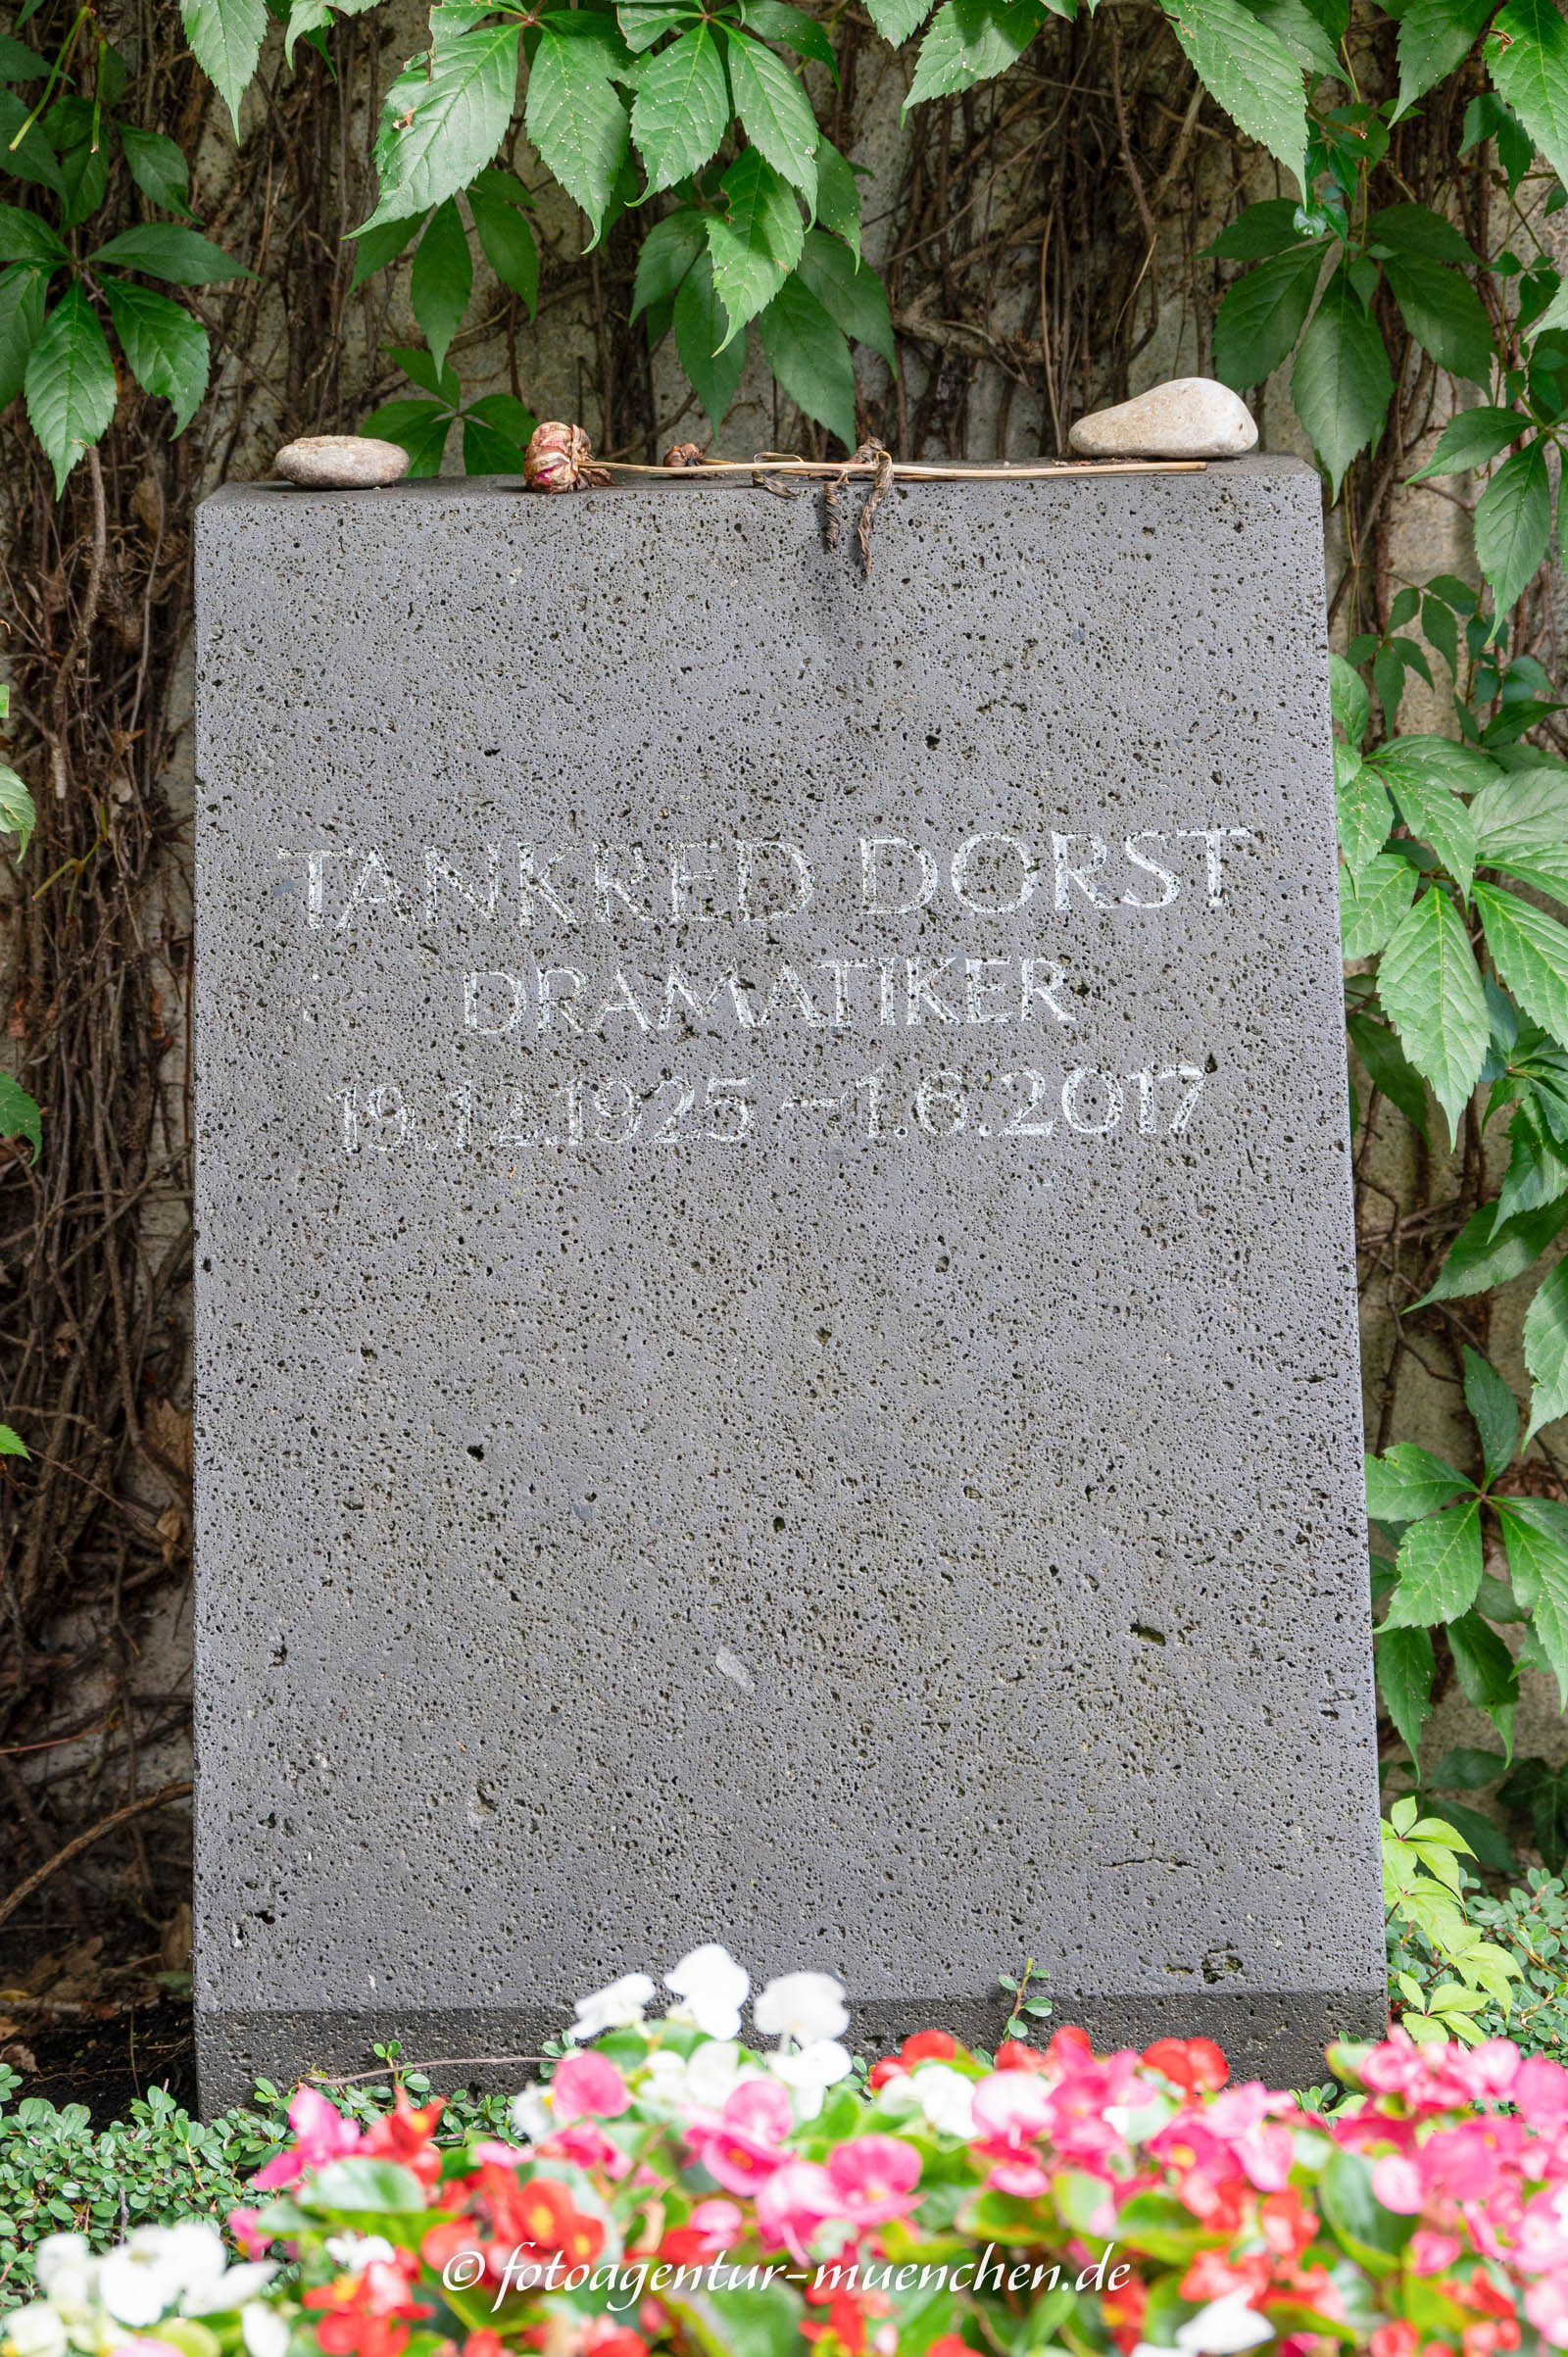 TANKRED DORST
DRAMATIKER
19.12.1925 – 1.6.2017
© fotoagentur-muenchen.de